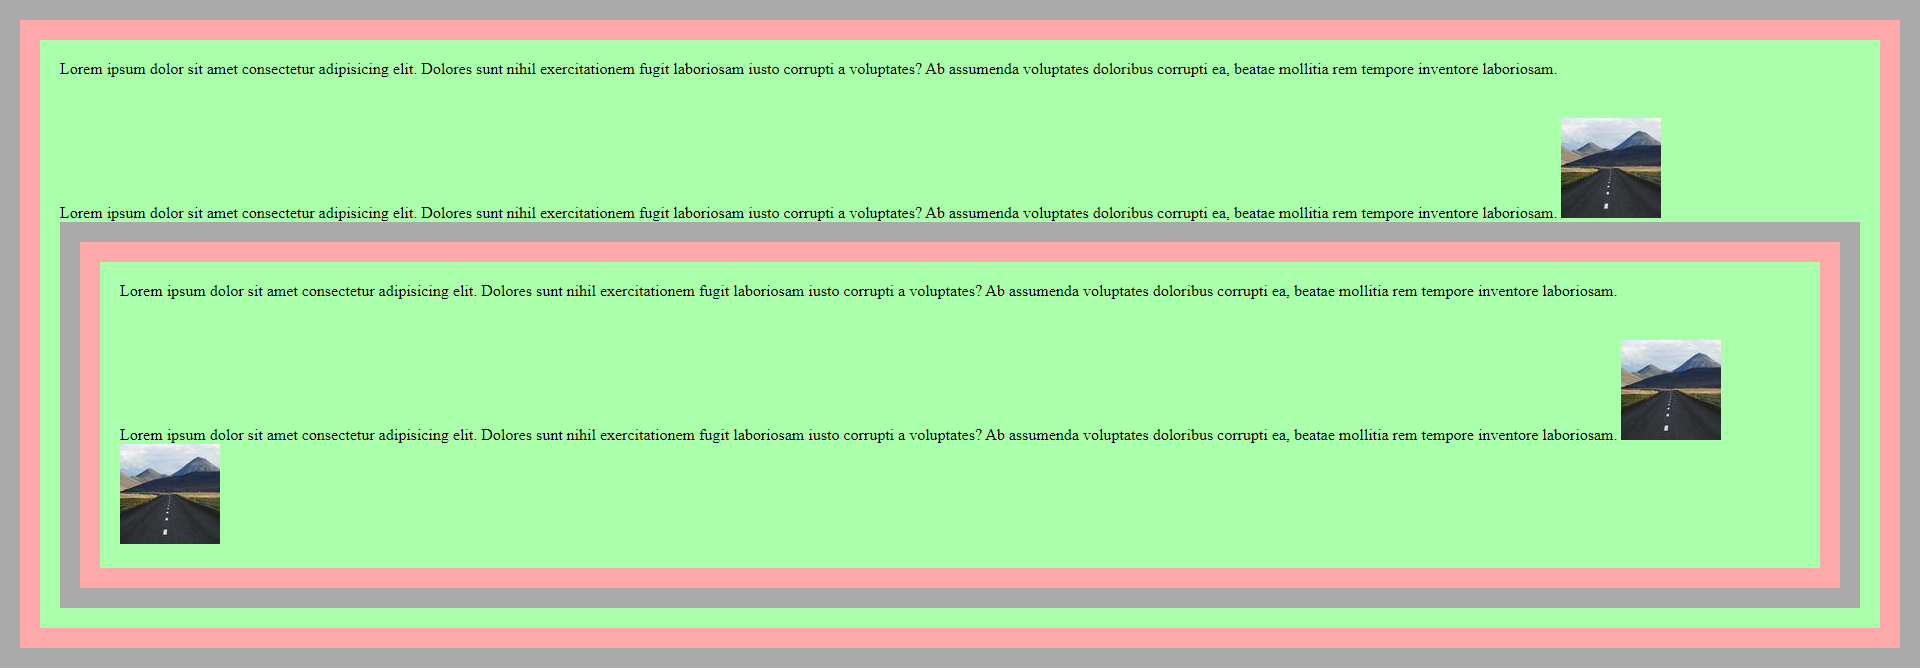 Lorem ipsum dolor sit amet consectetur adipisicing elit. Dolores sunt nihil exercitationem fugit laboriosam iusto corrupti a voluptates? Ab assumenda voluptates doloribus corrupti ea, beatae mollitia rem tempore inventore laboriosam.
Lorem ipsum dolor sit amet consectetur adipisicing elit. Dolores sunt nihil exercitationem fugit laboriosam iusto corrupti a voluptates? Ab assumenda voluptates doloribus corrupti ea, beatae mollitia rem tempore inventore laboriosam.
Lorem ipsum dolor sit amet consectetur adipisicing elit. Dolores sunt nihil exercitationem fugit laboriosam iusto corrupti a voluptates? Ab assumenda voluptates doloribus corrupti ea, beatae mollitia rem tempore inventore laboriosam.
Lorem ipsum dolor sit amet consectetur adipisicing elit. Dolores sunt nihil exercitationem fugit laboriosam iusto corrupti a voluptates? Ab assumenda voluptates doloribus corrupti ea, beatae mollitia rem tempore inventore laboriosam.